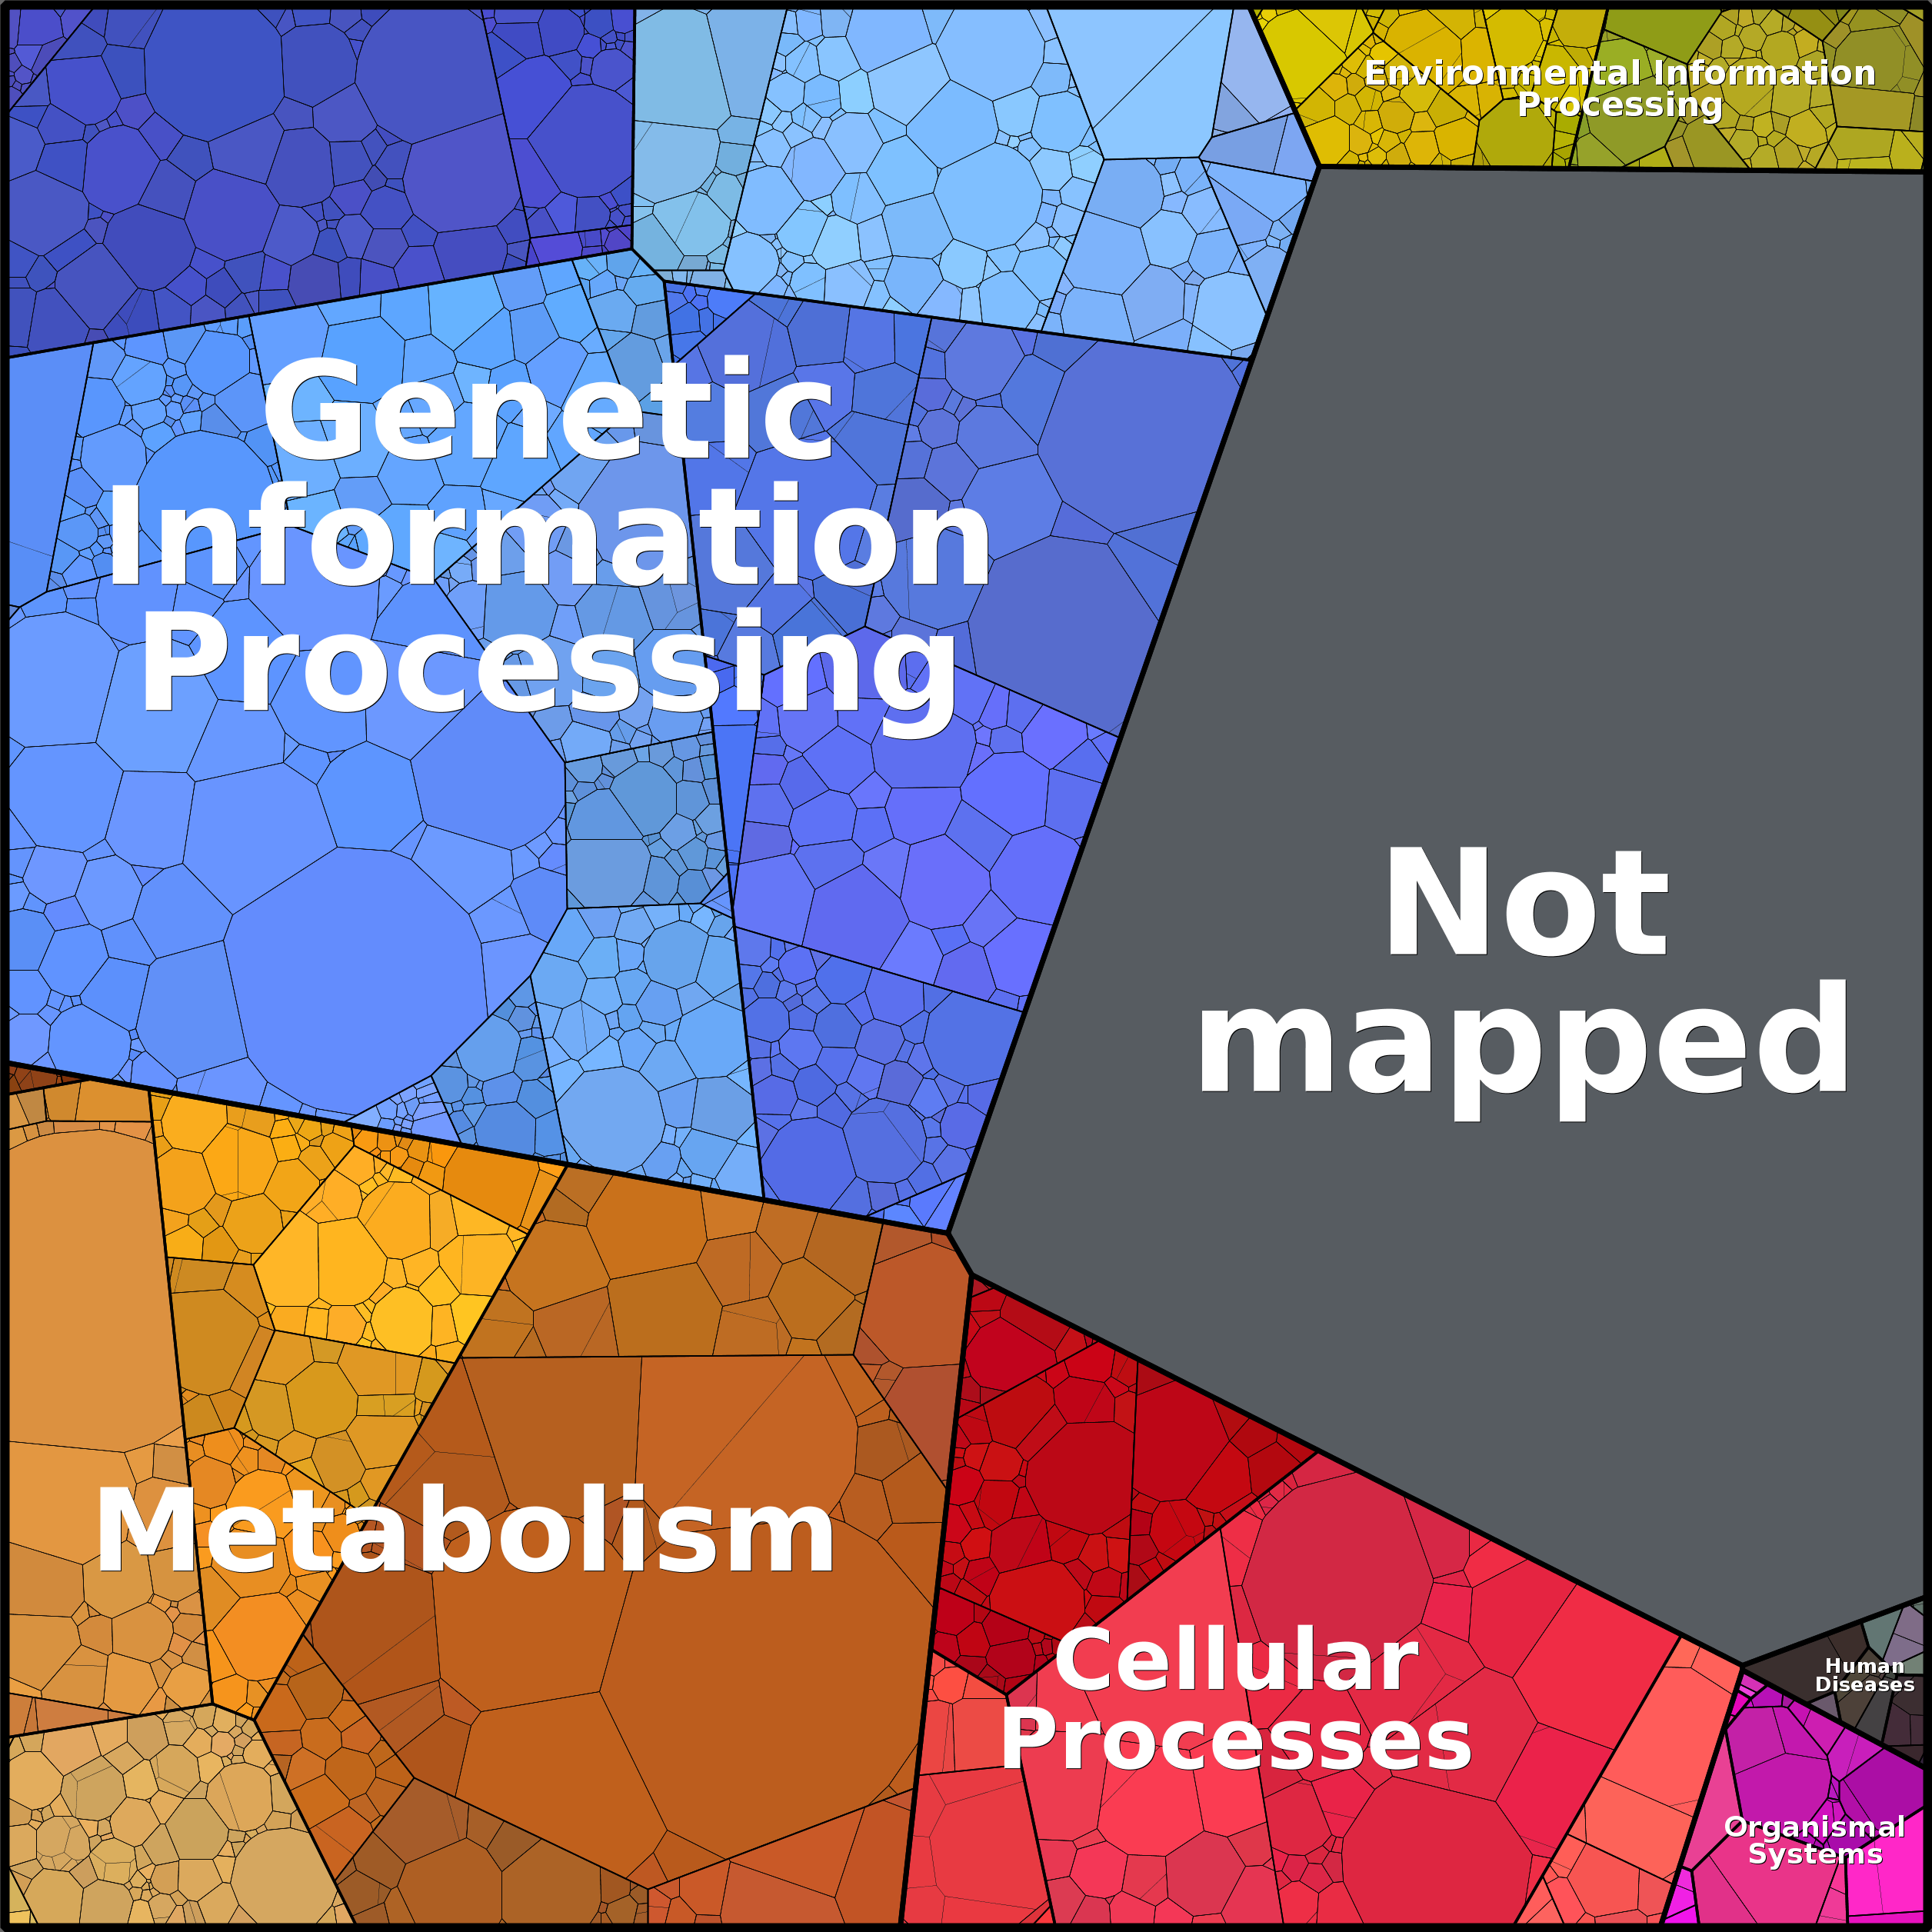 Environmental Information
Processing
Genetic
Information
Processing
Not
mapped
Metabolism
Cellular
Processes
Human
Diseases
Organismal
Systems